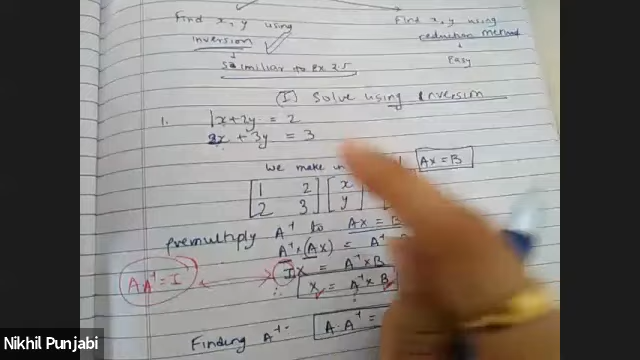 Find x, y using
inversion
Similiar to Ex 2.5
Find x, y using
reduction method
Easy
(I) Solve using inversion
1. 1x + 2y = 2
2x + 3y = 3
We make in
AX = B
[1 2
2 3] [x
y]
premultiply A⁻¹ to AX = B
A⁻¹ × (AX) = A⁻¹
IX = A⁻¹ × B
∴ X = A⁻¹ × B
AA⁻¹ = I
Finding A⁻¹ - A·A⁻¹ =
Nikhil Punjabi